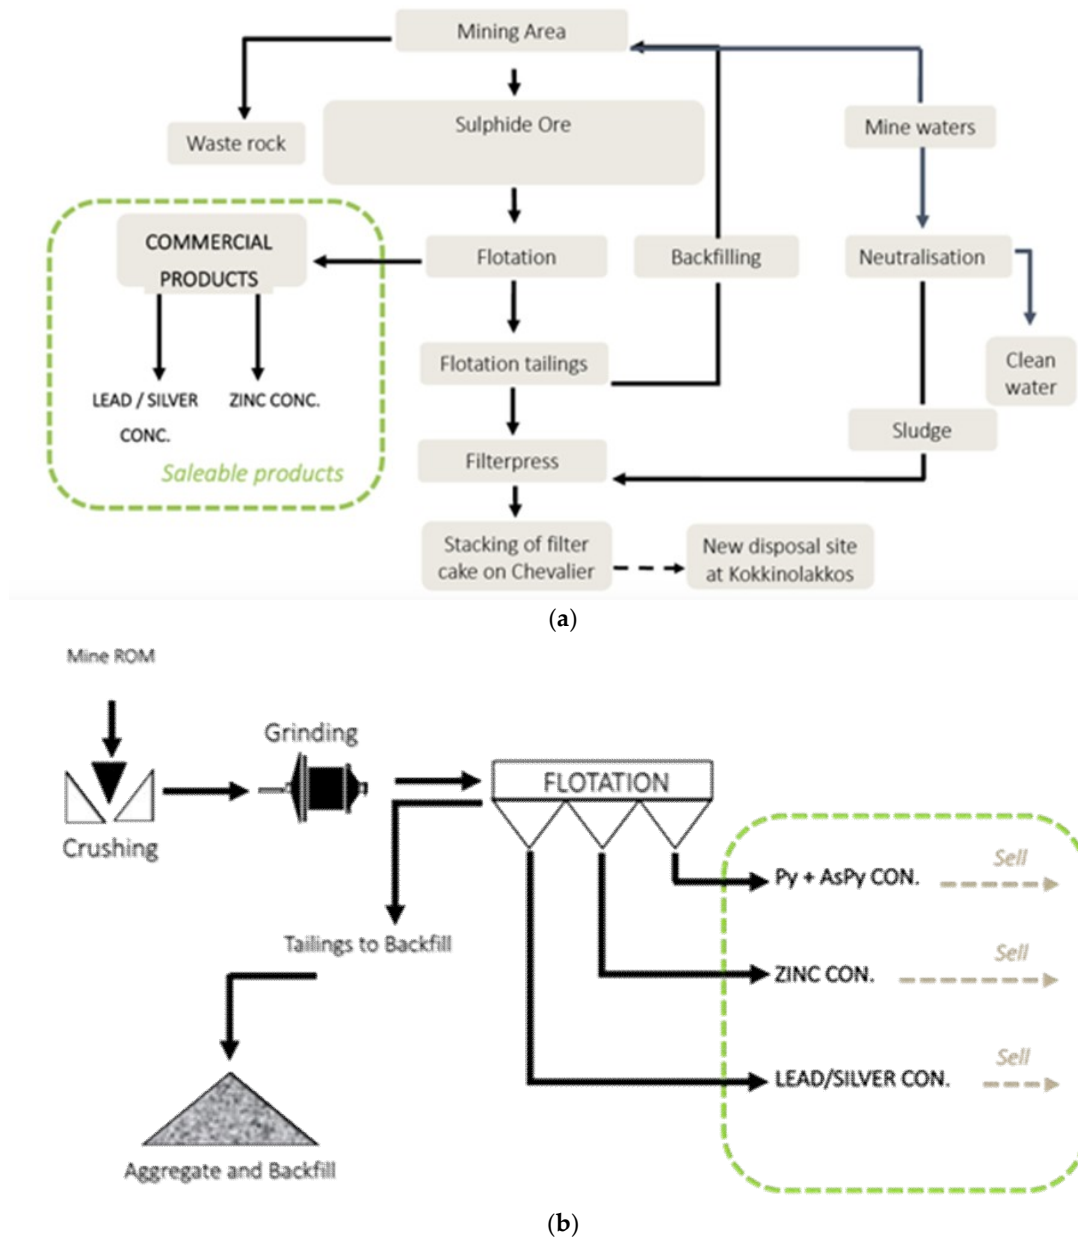 Mining Area
Sulphide Ore
Waste rock
Mine waters
COMMERCIAL
PRODUCTS
Flotation
Backfilling
Neutralisation
Flotation tailings
Clean
water
LEAD / SILVER
CONC.
ZINC CONC.
Sludge
Saleable products
Filterpress
Stacking of filter
cake on Chevalier
New disposal site
at Kokkinolakkos
(a)
Mine ROM
Grinding
FLOTATION
Crushing
Sell
Py + AsPy CON.
Tailings to Backfill
Sell
ZINC CON.
Sell
LEAD/SILVER CON.
Aggregate and Backfill
(b)